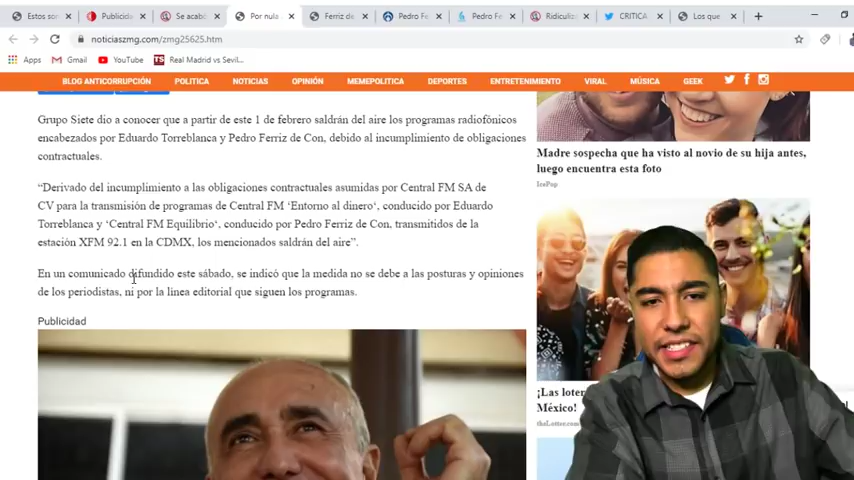 Estos son
Publicida
Se acabó
Por nula
Ferriz de
Pedro Fe
Pedro Fe
Ridiculiz
CRITICA
Los que
noticiaszmg.com/zmg25625.htm
Apps
Gmail
YouTube
Real Madrid vs Sevil...
BLOG ANTICORRUPCIÓN
POLITICA
NOTICIAS
OPINIÓN
MEMEPOLITICA
DEPORTES
ENTRETENIMIENTO
VIRAL
MÚSICA
GEEK
Grupo Siete dio a conocer que a partir de este 1 de febrero saldrán del aire los programas radiofónicos
encabezados por Eduardo Torreblanca y Pedro Ferriz de Con, debido al incumplimiento de obligaciones
contractuales.
“Derivado del incumplimiento a las obligaciones contractuales asumidas por Central FM SA de
CV para la transmisión de programas de Central FM ‘Entorno al dinero‘, conducido por Eduardo
Torreblanca y ‘Central FM Equilibrio‘, conducido por Pedro Ferriz de Con, transmitidos de la
estación XFM 92.1 en la CDMX, los mencionados saldrán del aire”.
En un comunicado difundido este sábado, se indicó que la medida no se debe a las posturas y opiniones
de los periodistas, ni por la línea editorial que siguen los programas.
Publicidad
Madre sospecha que ha visto al novio de su hija antes,
luego encuentra esta foto
IcePop
¡Las loter
México!
theLotter.com